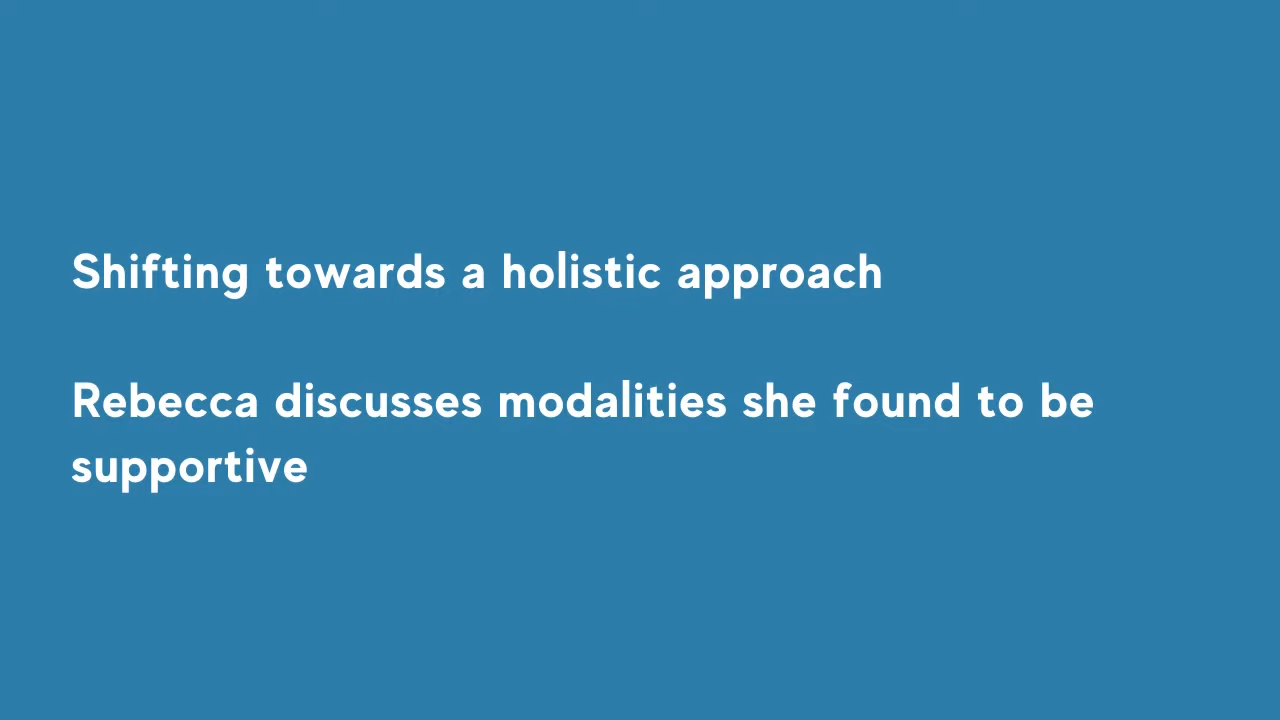 Shifting towards a holistic approach
Rebecca discusses modalities she found to be
supportive